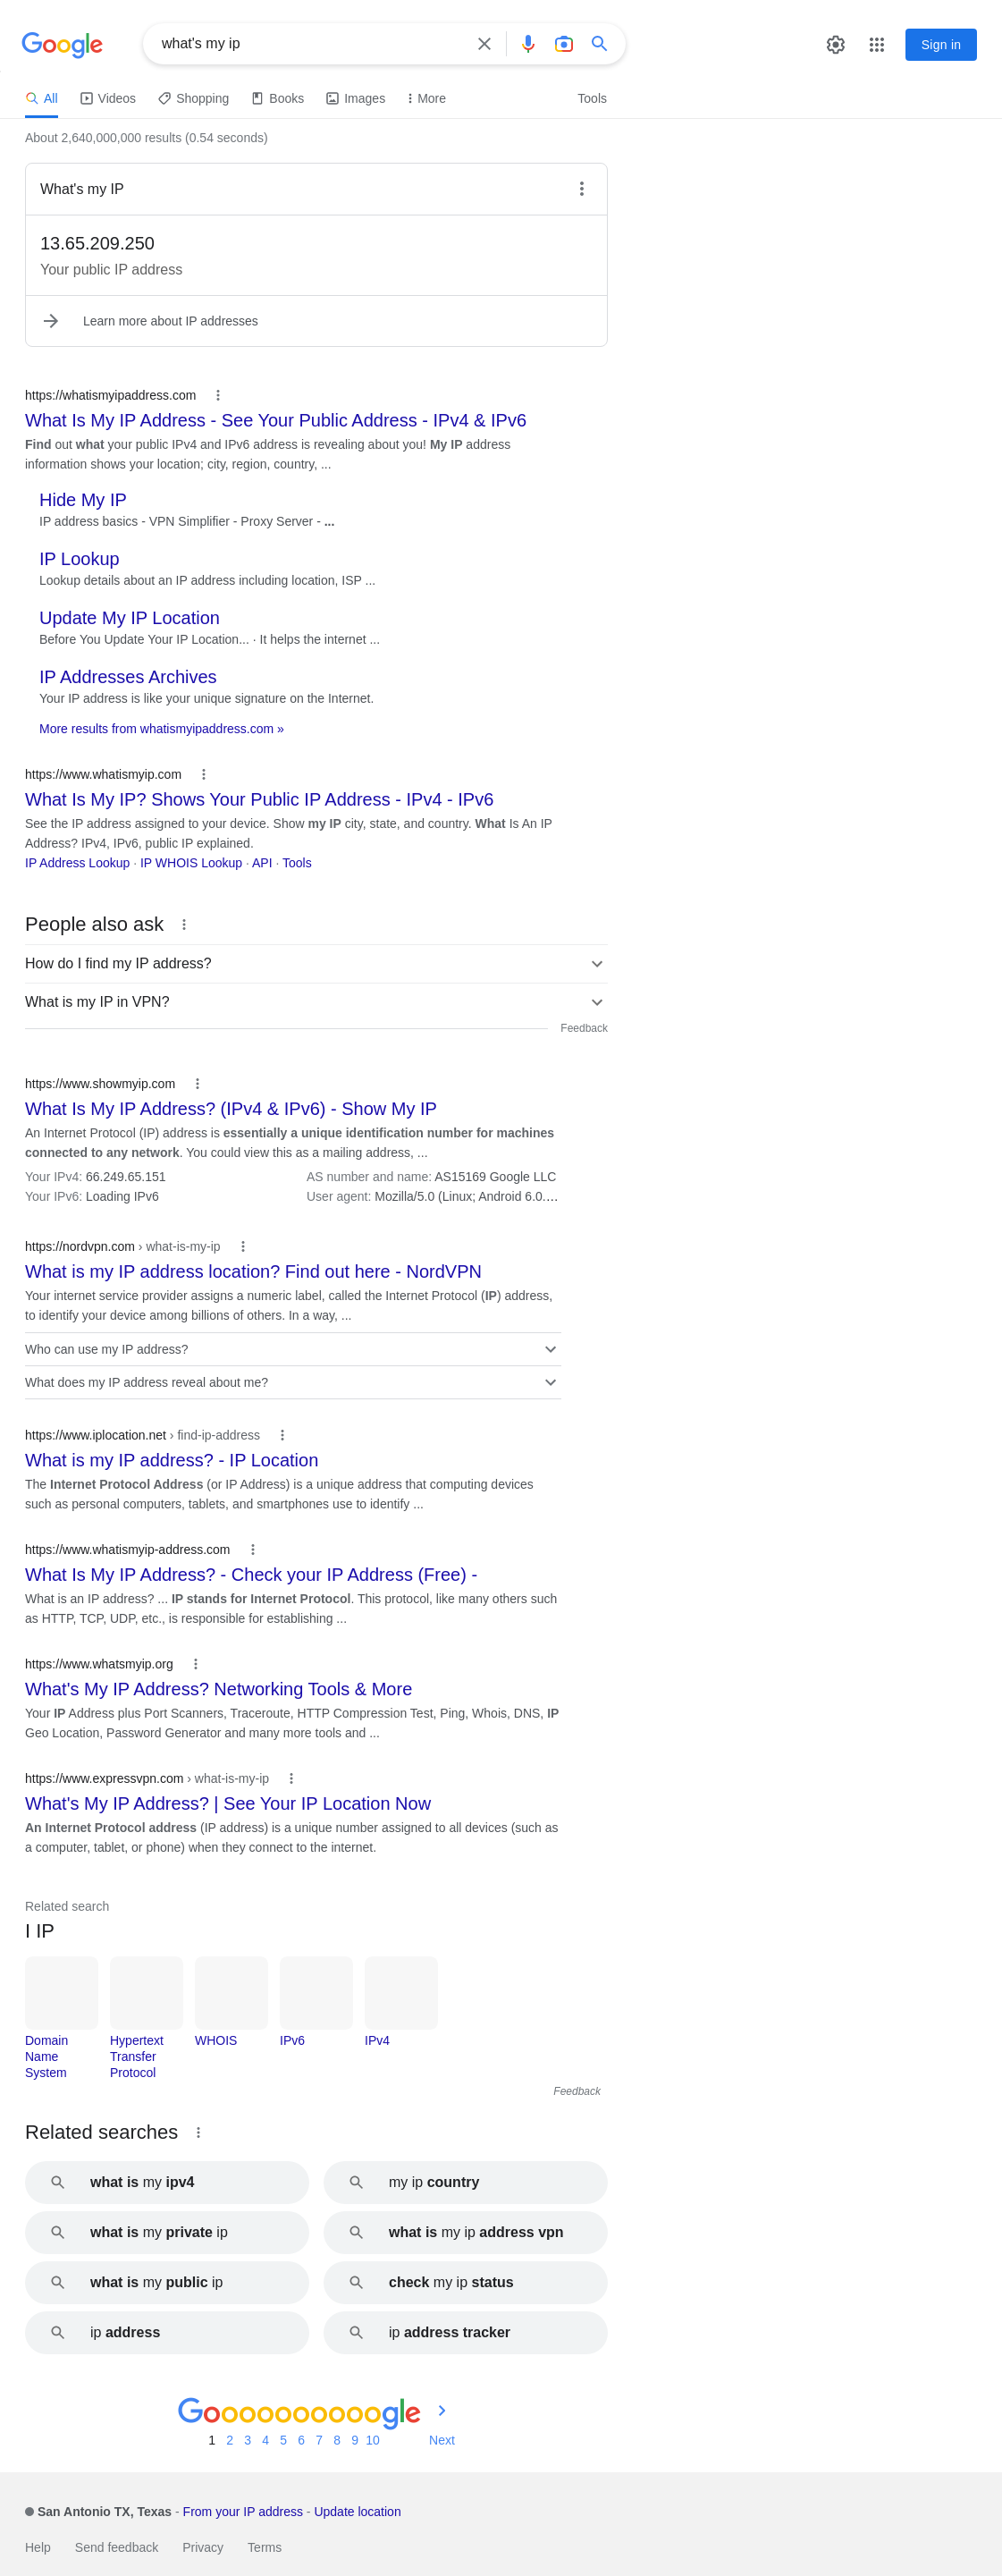 Google
what's my ip
Sign in
All
Videos
Shopping
Books
Images
More
Tools
About 2,640,000,000 results (0.54 seconds)
What's my IP
13.65.209.250
Your public IP address
Learn more about IP addresses
https://whatismyipaddress.com
What Is My IP Address - See Your Public Address - IPv4 & IPv6
Find out what your public IPv4 and IPv6 address is revealing about you! My IP address
information shows your location; city, region, country, ...
Hide My IP
IP address basics - VPN Simplifier - Proxy Server - ...
IP Lookup
Lookup details about an IP address including location, ISP ...
Update My IP Location
Before You Update Your IP Location... · It helps the internet ...
IP Addresses Archives
Your IP address is like your unique signature on the Internet.
More results from whatismyipaddress.com »
https://www.whatismyip.com
What Is My IP? Shows Your Public IP Address - IPv4 - IPv6
See the IP address assigned to your device. Show my IP city, state, and country. What Is An IP
Address? IPv4, IPv6, public IP explained.
IP Address Lookup · IP WHOIS Lookup · API · Tools
People also ask
How do I find my IP address?
What is my IP in VPN?
Feedback
https://www.showmyip.com
What Is My IP Address? (IPv4 & IPv6) - Show My IP
An Internet Protocol (IP) address is essentially a unique identification number for machines
connected to any network. You could view this as a mailing address, ...
Your IPv4: 66.249.65.151
AS number and name: AS15169 Google LLC
Your IPv6: Loading IPv6
User agent: Mozilla/5.0 (Linux; Android 6.0....
https://nordvpn.com › what-is-my-ip
What is my IP address location? Find out here - NordVPN
Your internet service provider assigns a numeric label, called the Internet Protocol (IP) address,
to identify your device among billions of others. In a way, ...
Who can use my IP address?
What does my IP address reveal about me?
https://www.iplocation.net › find-ip-address
What is my IP address? - IP Location
The Internet Protocol Address (or IP Address) is a unique address that computing devices
such as personal computers, tablets, and smartphones use to identify ...
https://www.whatismyip-address.com
What Is My IP Address? - Check your IP Address (Free) -
What is an IP address? ... IP stands for Internet Protocol. This protocol, like many others such
as HTTP, TCP, UDP, etc., is responsible for establishing ...
https://www.whatsmyip.org
What's My IP Address? Networking Tools & More
Your IP Address plus Port Scanners, Traceroute, HTTP Compression Test, Ping, Whois, DNS, IP
Geo Location, Password Generator and many more tools and ...
https://www.expressvpn.com › what-is-my-ip
What's My IP Address? | See Your IP Location Now
An Internet Protocol address (IP address) is a unique number assigned to all devices (such as
a computer, tablet, or phone) when they connect to the internet.
Related search
I IP
Domain
Name
System
Hypertext
Transfer
Protocol
WHOIS
IPv6
IPv4
Feedback
Related searches
what is my ipv4
my ip country
what is my private ip
what is my ip address vpn
what is my public ip
check my ip status
ip address
ip address tracker
Goooooooooogle
1 2 3 4 5 6 7 8 9 10 Next
San Antonio TX, Texas - From your IP address - Update location
Help Send feedback Privacy Terms